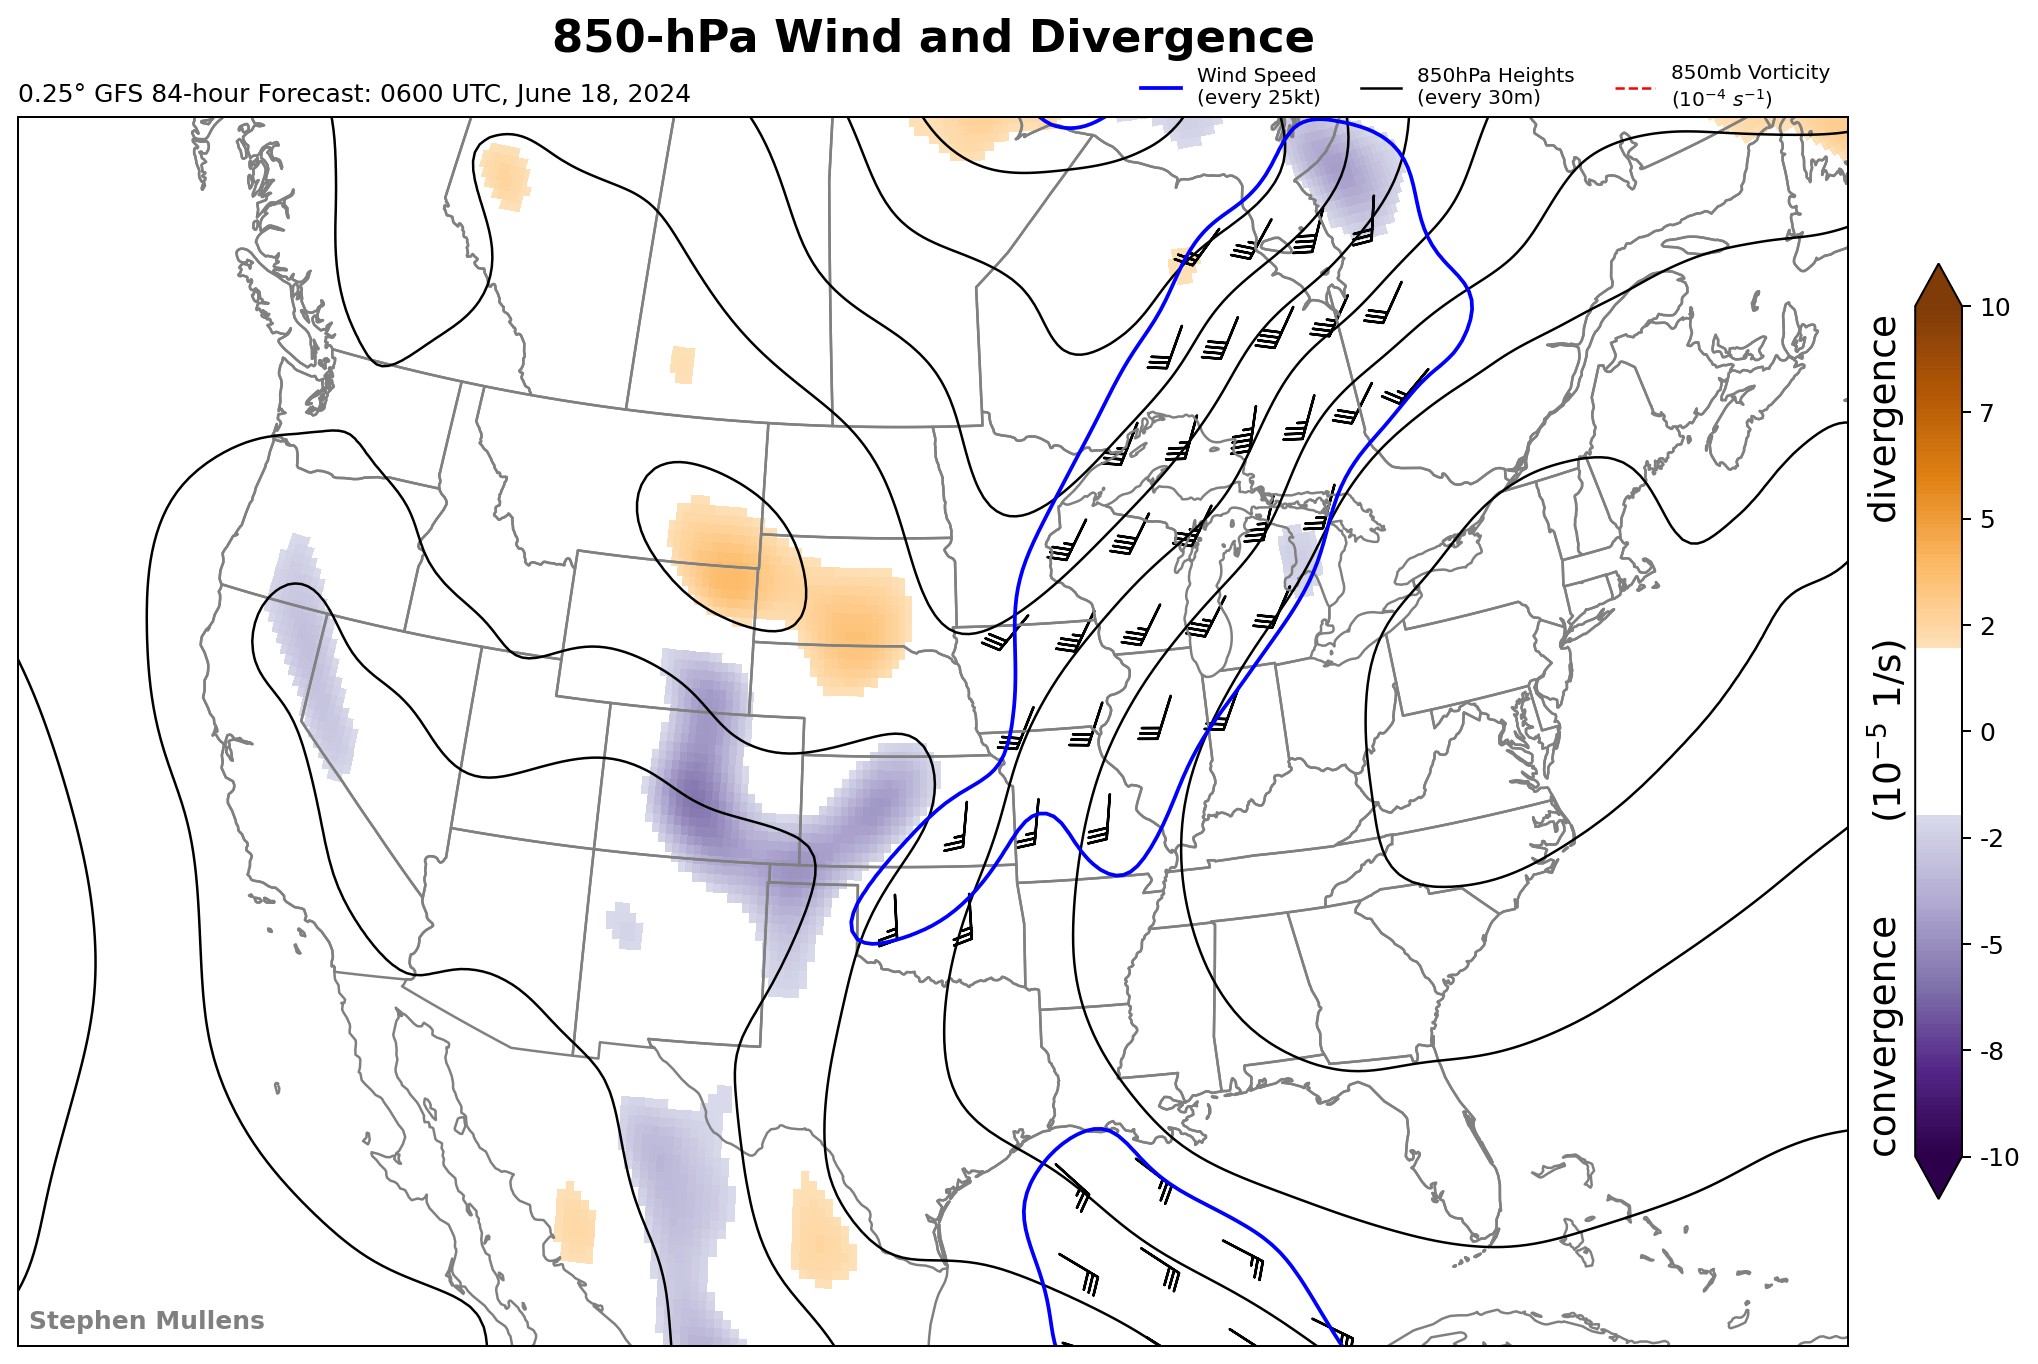 850-hPa Wind and Divergence
0.25° GFS 84-hour Forecast: 0600 UTC, June 18, 2024
Wind Speed
(every 25kt)
850hPa Heights
(every 30m)
850mb Vorticity
(10⁻⁴ s⁻¹)
10
7
5
2
0
-2
-5
-8
-10
convergence (10⁻⁵ 1/s) divergence
Stephen Mullens